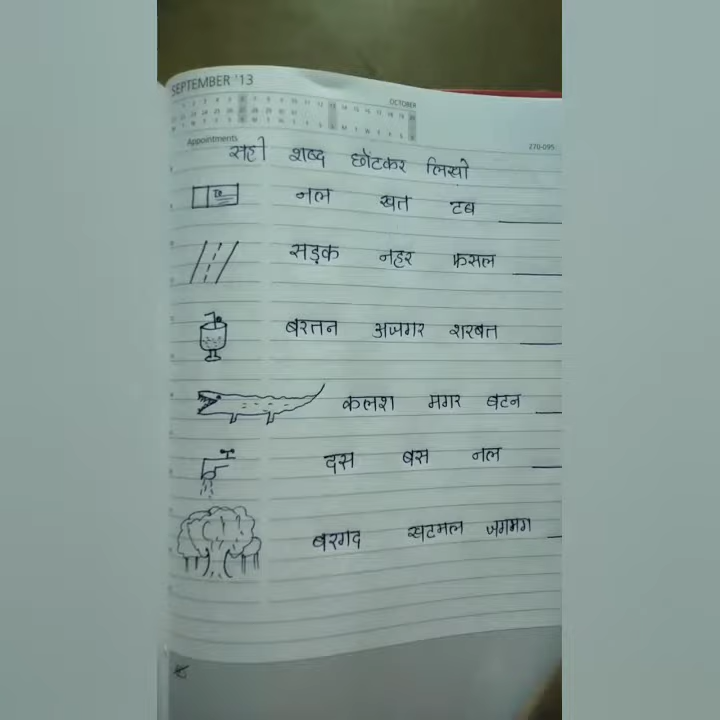 SEPTEMBER '13
OCTOBER
Appointments
270-095
सही शब्द छाँटकर लिखो
To
नल खत टब
सड़क नहर फसल
बरतन अजगर शरबत
कलश मगर बटन
दस बस नल
बरगद खटमल जगमग